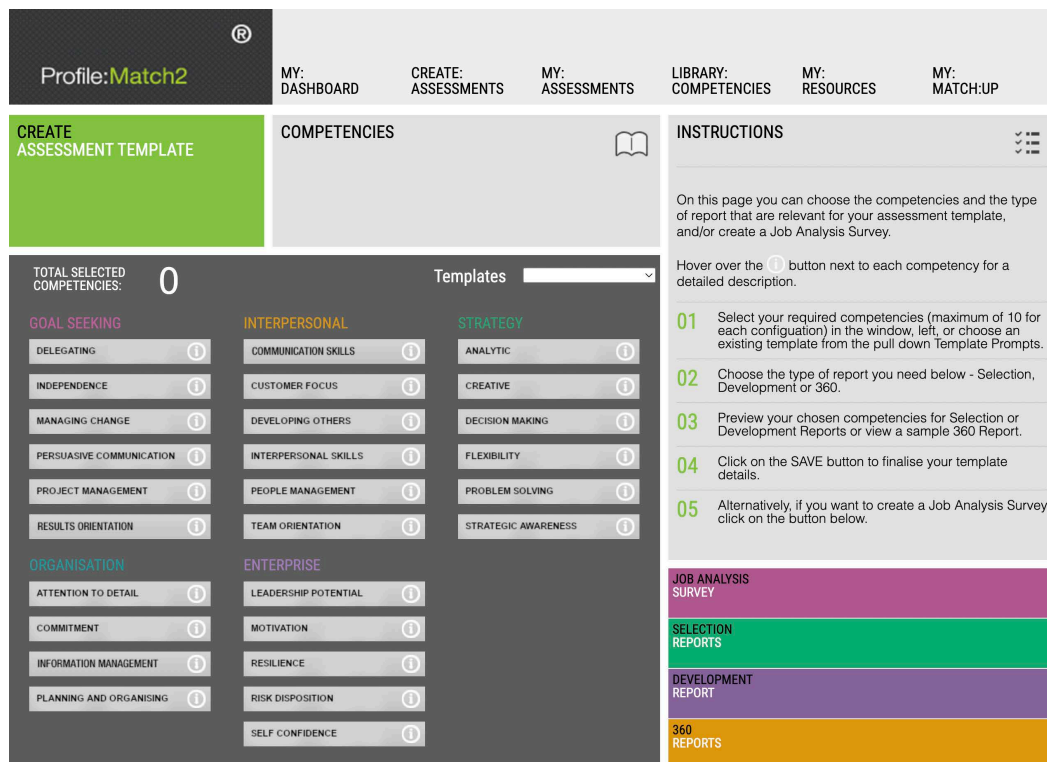 ®
Profile:Match2
MY:
DASHBOARD
CREATE:
ASSESSMENTS
MY:
ASSESSMENTS
LIBRARY:
COMPETENCIES
MY:
RESOURCES
MY:
MATCH:UP
CREATE
ASSESSMENT TEMPLATE
COMPETENCIES
INSTRUCTIONS
On this page you can choose the competencies and the type
of report that are relevant for your assessment template,
and/or create a Job Analysis Survey.
Hover over the i button next to each competency for a
detailed description.
01 Select your required competencies (maximum of 10 for
each configuation) in the window, left, or choose an
existing template from the pull down Template Prompts.
02 Choose the type of report you need below - Selection,
Development or 360.
03 Preview your chosen competencies for Selection or
Development Reports or view a sample 360 Report.
04 Click on the SAVE button to finalise your template
details.
05 Alternatively, if you want to create a Job Analysis Survey
click on the button below.
TOTAL SELECTED
COMPETENCIES:
0
Templates
GOAL SEEKING
DELEGATING i
INDEPENDENCE i
MANAGING CHANGE i
PERSUASIVE COMMUNICATION i
PROJECT MANAGEMENT i
RESULTS ORIENTATION i
INTERPERSONAL
COMMUNICATION SKILLS i
CUSTOMER FOCUS i
DEVELOPING OTHERS i
INTERPERSONAL SKILLS i
PEOPLE MANAGEMENT i
TEAM ORIENTATION i
STRATEGY
ANALYTIC i
CREATIVE i
DECISION MAKING i
FLEXIBILITY i
PROBLEM SOLVING i
STRATEGIC AWARENESS i
ORGANISATION
ATTENTION TO DETAIL i
COMMITMENT i
INFORMATION MANAGEMENT i
PLANNING AND ORGANISING i
ENTERPRISE
LEADERSHIP POTENTIAL i
MOTIVATION i
RESILIENCE i
RISK DISPOSITION i
SELF CONFIDENCE i
JOB ANALYSIS
SURVEY
SELECTION
REPORTS
DEVELOPMENT
REPORT
360
REPORTS